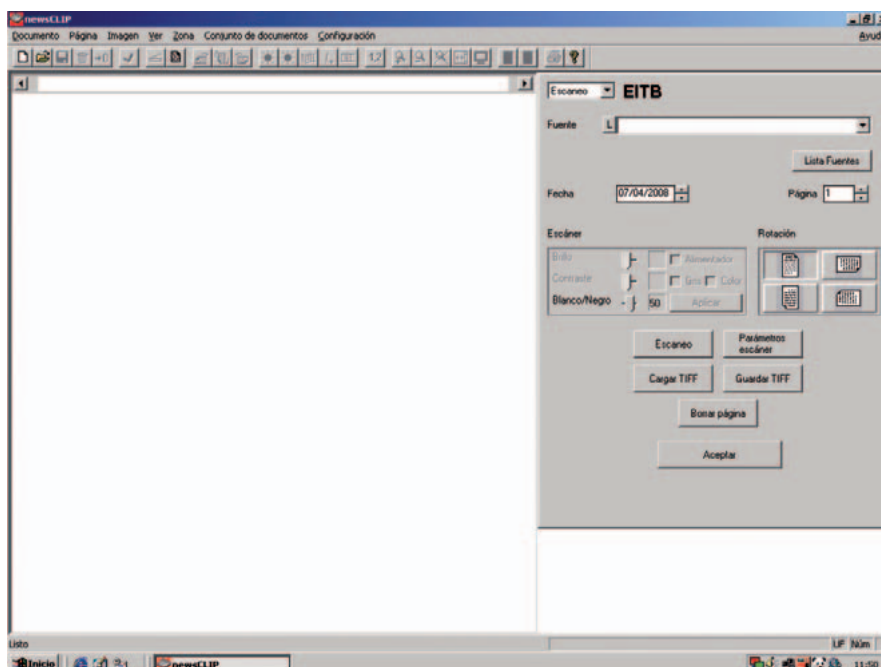 newsCLIP
Documento Página Imagen Ver Zona Conjunto de documentos Configuración
Escaneo EITB
Fuente L
Lista Fuentes
Fecha 07/04/2008 Página 1
Escáner Rotación
Brillo Alimentador
Contraste Gris Color
Blanco/Negro 50 Aplicar
Escaneo Parámetros escáner
Cargar TIFF Guardar TIFF
Borrar página
Aceptar
Listo Núm
Inicio newsCLIP 11:50